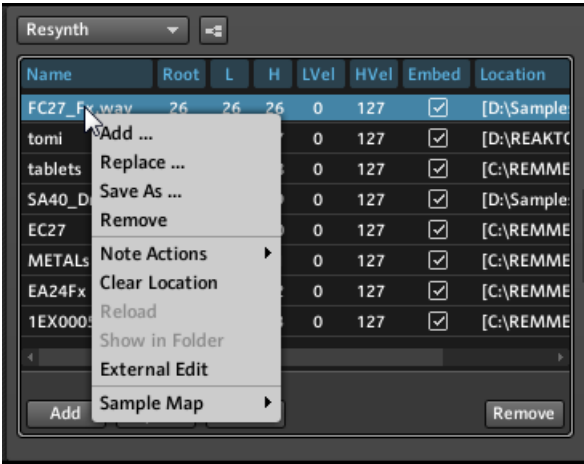 Resynth
Name Root L H LVel HVel Embed Location
FC27_Fx.wav 26 26 26 0 127 [D:\Sample
tomi 0 127 [D:\REAKTO
tablets 0 127 [C:\REMME
SA40_D 0 127 [D:\Sample
EC27 0 127 [C:\REMME
METALs 0 127 [C:\REMME
EA24Fx 0 127 [C:\REMME
1EX0005 0 127 [C:\REMME
Add ...
Replace ...
Save As ...
Remove
Note Actions
Clear Location
Reload
Show in Folder
External Edit
Sample Map
Add Remove